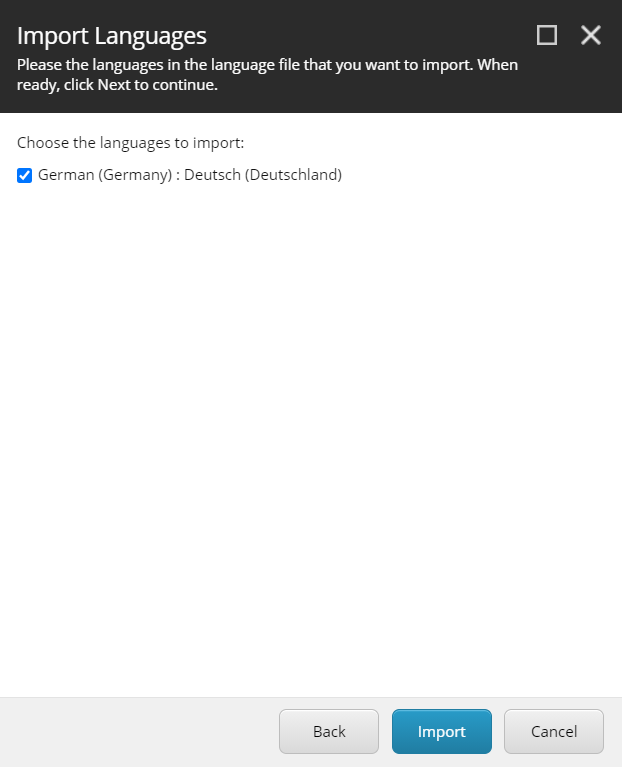 Import Languages
Please the languages in the language file that you want to import. When
ready, click Next to continue.
Choose the languages to import:
German (Germany) : Deutsch (Deutschland)
Back
Import
Cancel